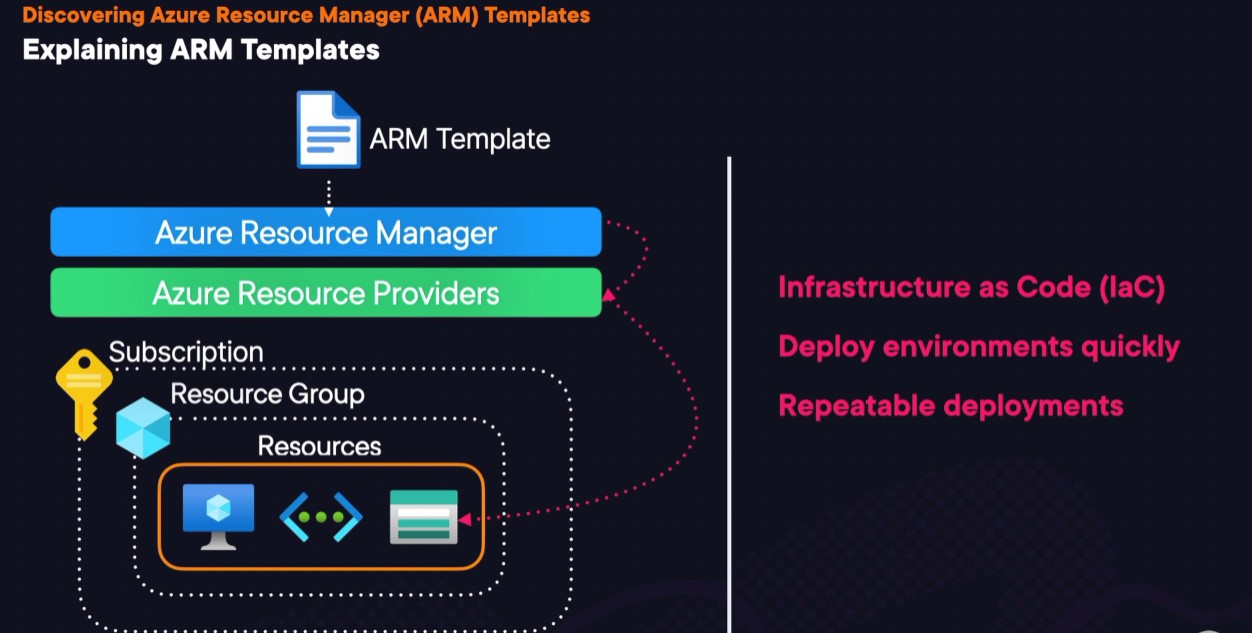 Discovering Azure Resource Manager (ARM) Templates
Explaining ARM Templates
ARM Template
Azure Resource Manager
Azure Resource Providers
Subscription
Resource Group
Resources
Infrastructure as Code (IaC)
Deploy environments quickly
Repeatable deployments